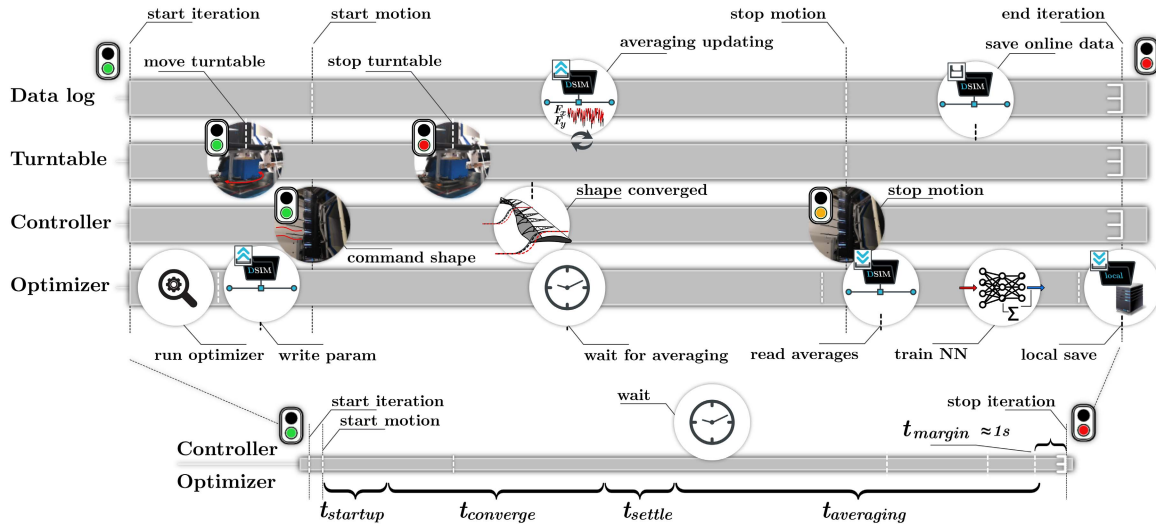 start iteration
start motion
stop motion
end iteration
averaging updating
save online data
move turntable
stop turntable
Data log
DSIM
DSIM
Fx
Fy
Turntable
shape converged
stop motion
Controller
command shape
Optimizer
DSIM
DSIM
Σ
local
run optimizer
write param
wait for averaging
read averages
train NN
local save
wait
start iteration
stop iteration
start motion
t_margin ≈1s
Controller
Optimizer
t_startup
t_converge
t_settle
t_averaging